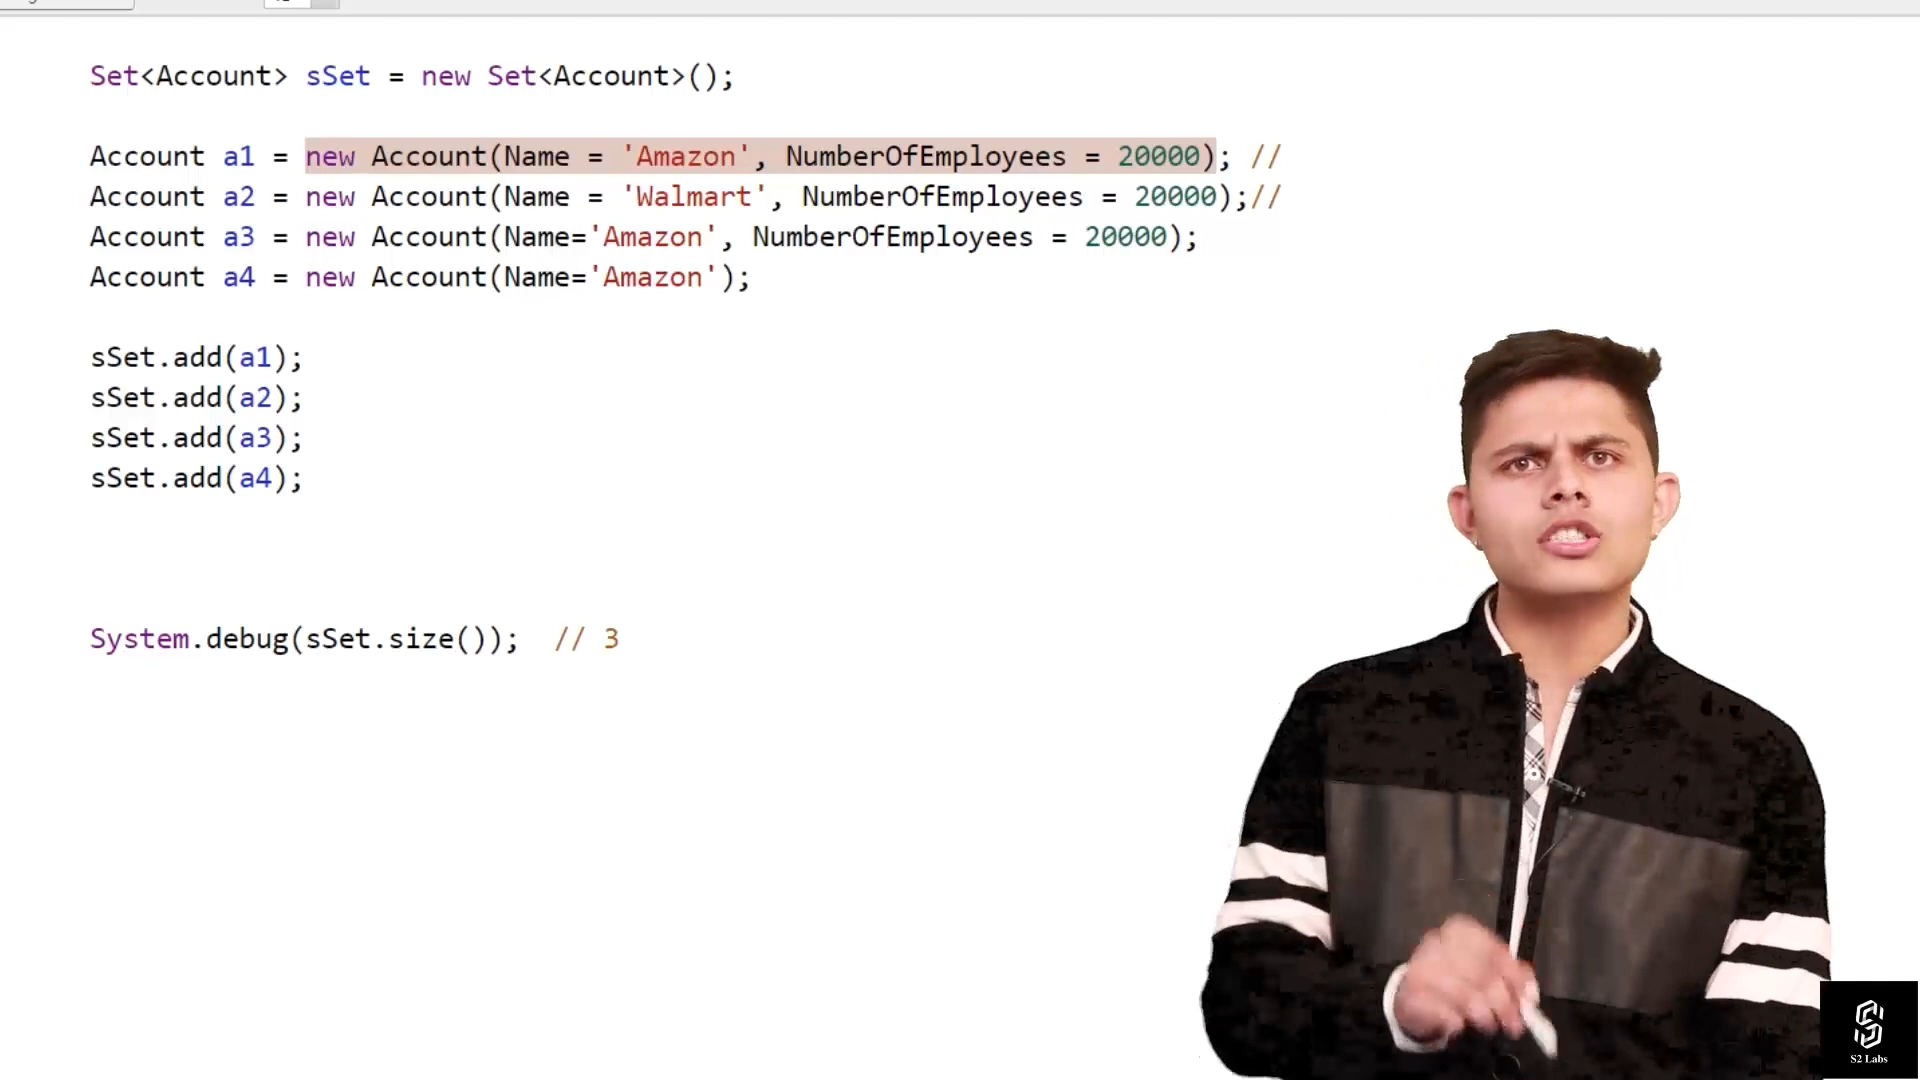 Set<Account> sSet = new Set<Account>();
Account a1 = new Account(Name = 'Amazon', NumberOfEmployees = 20000); //
Account a2 = new Account(Name = 'Walmart', NumberOfEmployees = 20000);//
Account a3 = new Account(Name='Amazon', NumberOfEmployees = 20000);
Account a4 = new Account(Name='Amazon');
sSet.add(a1);
sSet.add(a2);
sSet.add(a3);
sSet.add(a4);
System.debug(sSet.size());  // 3
S2 Labs